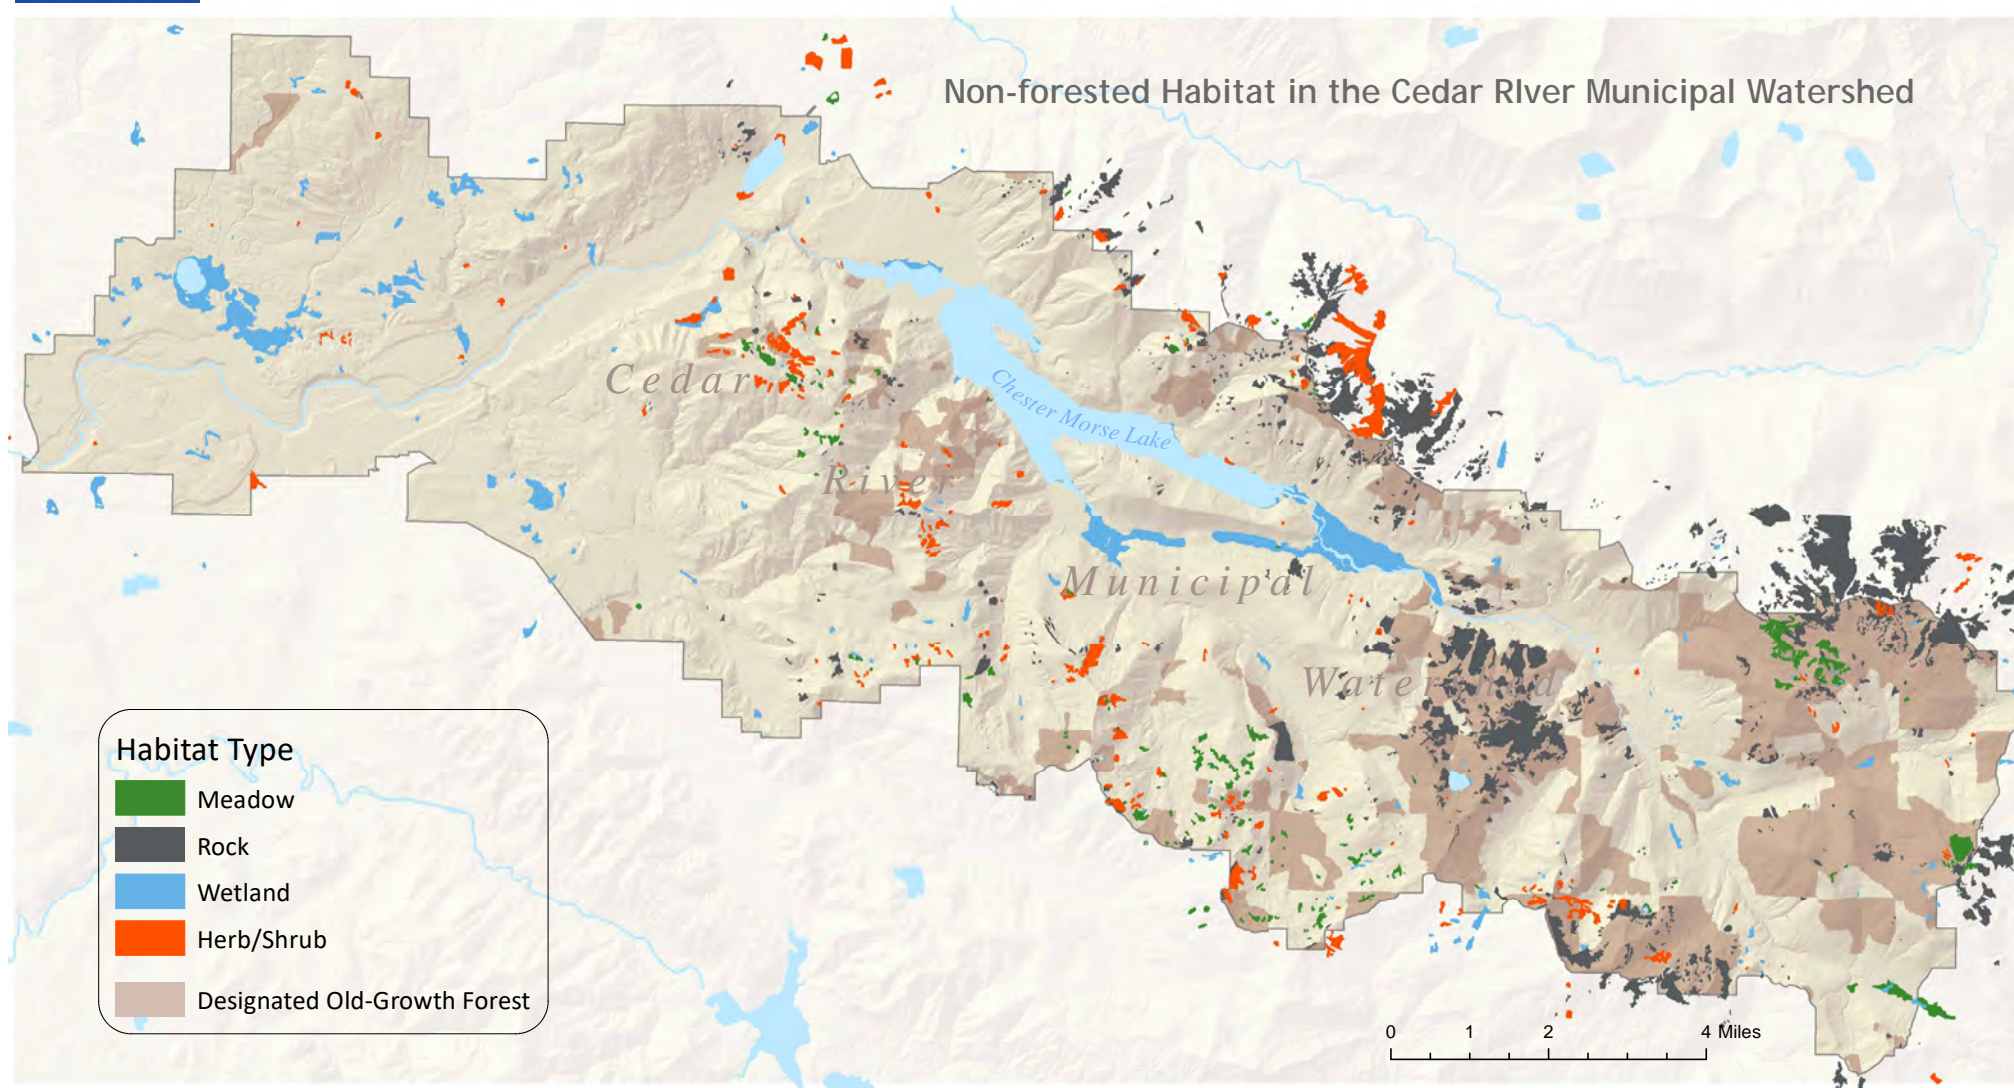 Non-forested Habitat in the Cedar RIver Municipal Watershed
Cedar
River
Chester Morse Lake
Municipal
Watershed
Habitat Type
Meadow
Rock
Wetland
Herb/Shrub
Designated Old-Growth Forest
0 1 2 4 Miles